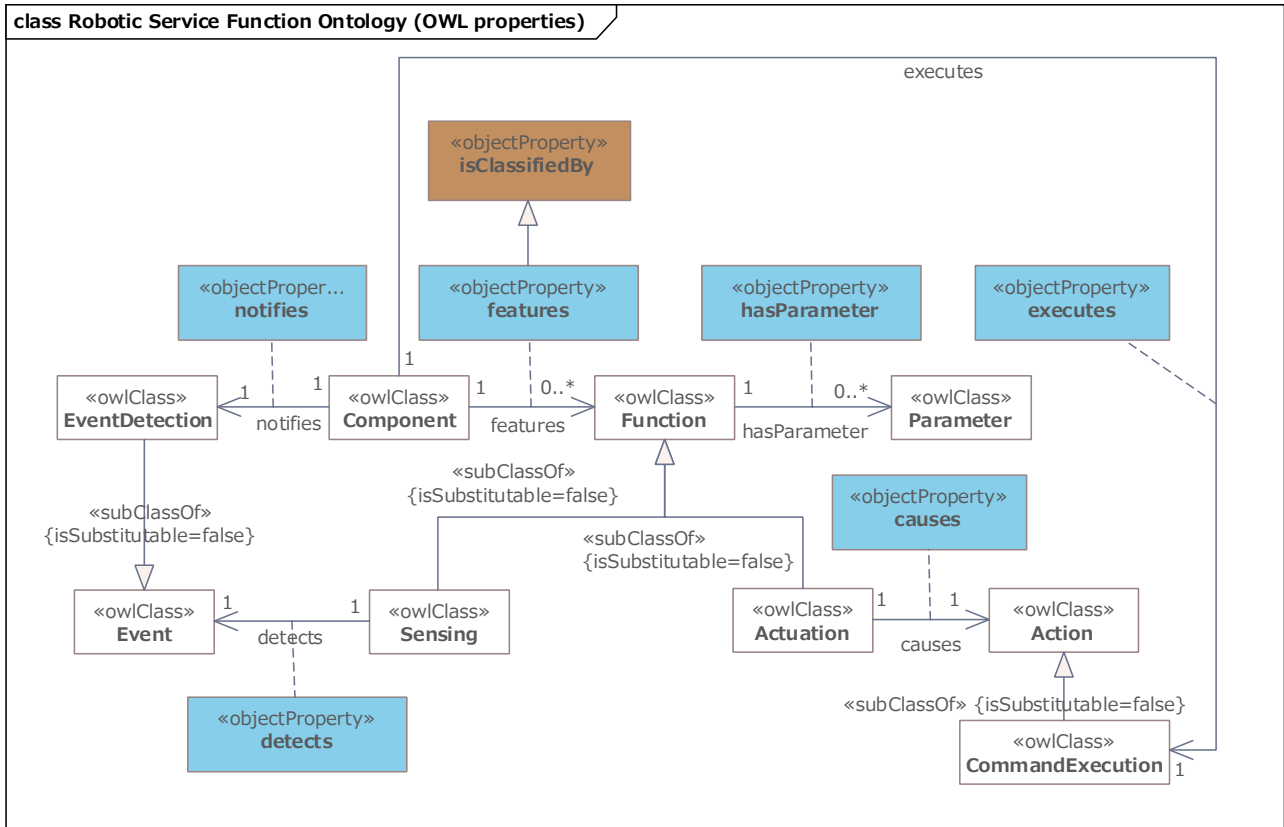 class Robotic Service Function Ontology (OWL properties)
executes
«objectProperty»
isClassifiedBy
«objectProper...
notifies
«objectProperty»
features
«objectProperty»
hasParameter
«objectProperty»
executes
1
«owlClass»
EventDetection
1
notifies
1
«owlClass»
Component
1
features
0..*
«owlClass»
Function
1
hasParameter
0..*
«owlClass»
Parameter
«subClassOf»
{isSubstitutable=false}
«subClassOf»
{isSubstitutable=false}
«subClassOf»
{isSubstitutable=false}
«objectProperty»
causes
«owlClass»
Event
1
detects
1
«owlClass»
Sensing
«owlClass»
Actuation
1
causes
1
«owlClass»
Action
«objectProperty»
detects
«subClassOf» {isSubstitutable=false}
«owlClass»
CommandExecution
1